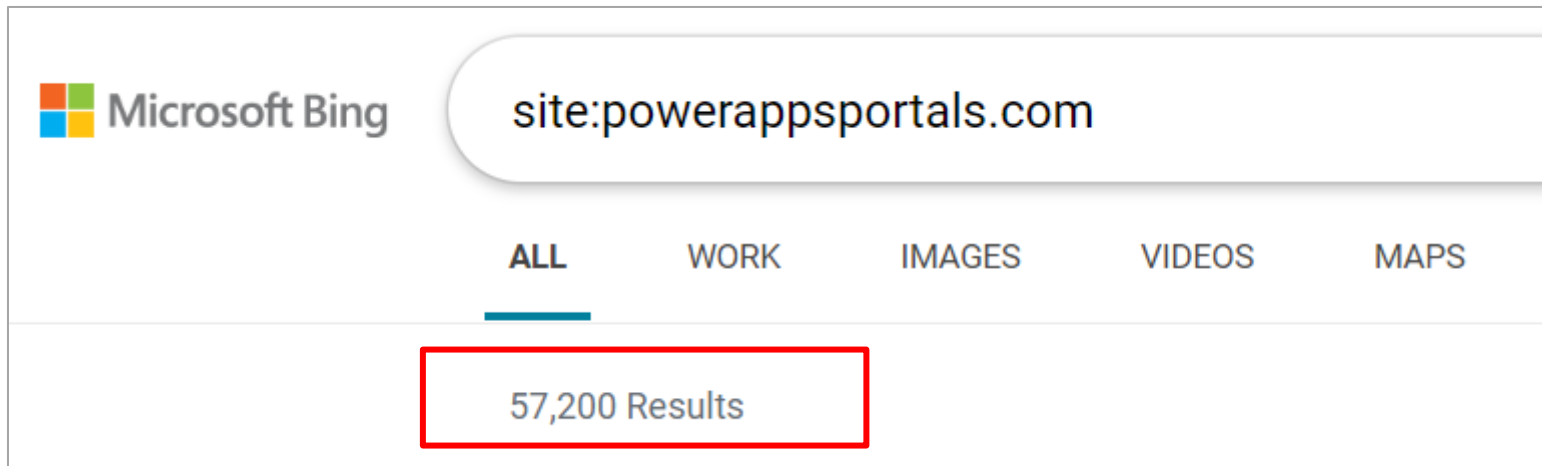 Microsoft Bing
site:powerappsportals.com
ALL WORK IMAGES VIDEOS MAPS
57,200 Results